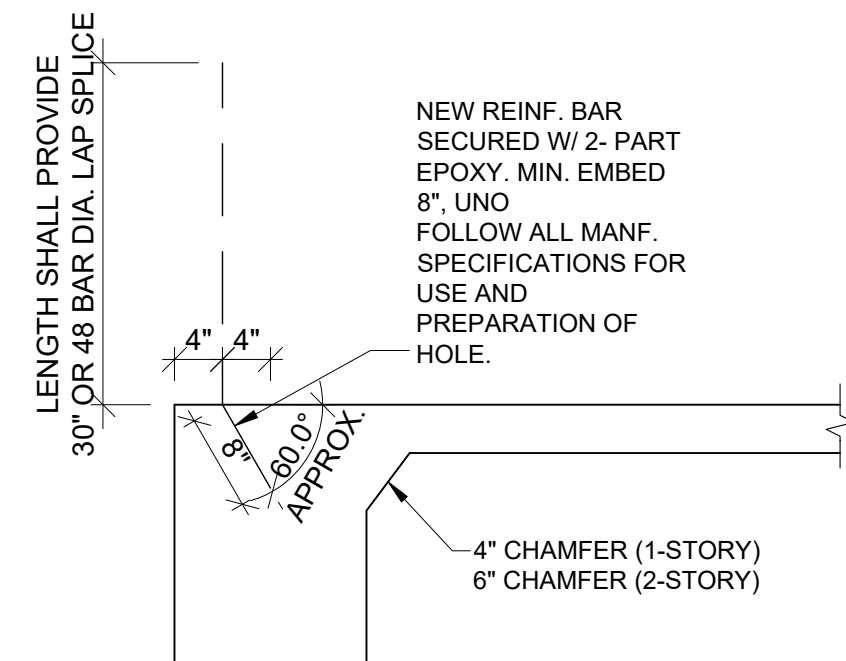 LENGTH SHALL PROVIDE
30" OR 48 BAR DIA. LAP SPLICE
NEW REINF. BAR
SECURED W/ 2- PART
EPOXY. MIN. EMBED
8", UNO
FOLLOW ALL MANF.
SPECIFICATIONS FOR
USE AND
PREPARATION OF
HOLE.
4" 4"
8"
60.0°
APPROX.
4" CHAMFER (1-STORY)
6" CHAMFER (2-STORY)